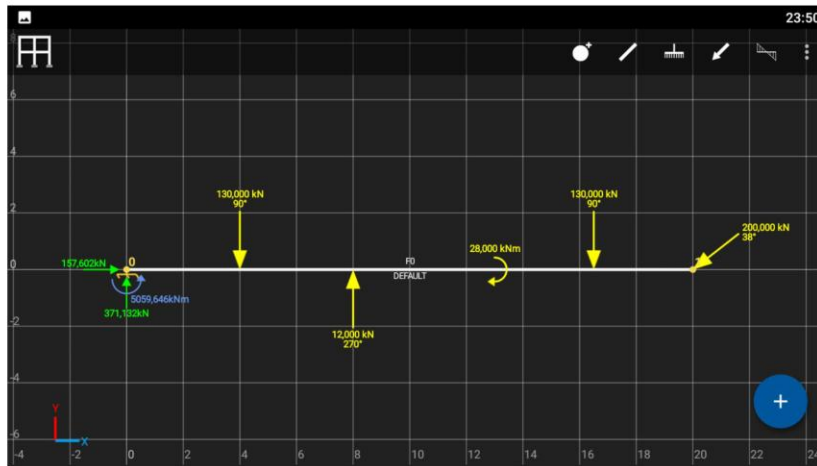 23:50
8
6
4
2
0
-2
-4
-6
130,000 kN
90°
130,000 kN
90°
200,000 kN
38°
28,000 kNm
157,602kN
0
F0
DEFAULT
5059,646kNm
371,132kN
12,000 kN
270°
+
Y
X
-4
-2
0
2
4
6
8
10
12
14
16
18
20
22
24